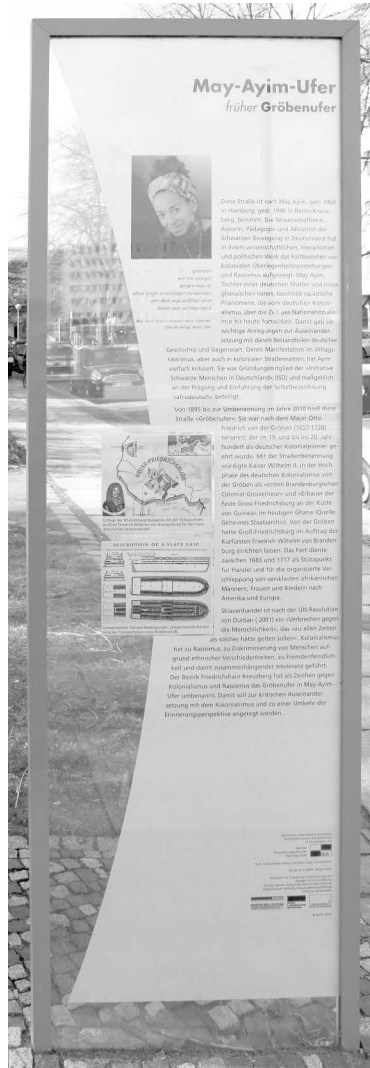 May-Ayim-Ufer
früher Gröbenufer
Diese Straße ist nach May Ayim, geb. 1960
in Hamburg, gest. 1996 in Berlin-Kreuz-
berg, benannt. Die Wissenschaftlerin,
Autorin, Pädagogin und Aktivistin der
Schwarzen Bewegung in Deutschland hat
in ihrem wissenschaftlichen, literarischen
und politischen Werk das Fortbestehen von
kolonialen Überlegenheitsvorstellungen
und Rassismus aufgezeigt. May Ayim,
Tochter einer deutschen Mutter und eines
ghanaischen Vaters, beschrieb rassistische
Phänomene, die vom deutschen Koloni-
alismus über die Zeit des Nationalsozialis-
mus bis heute fortwirken. Damit gab sie
wichtige Anregungen zur Auseinander-
setzung mit diesen Bestandteilen deutscher
Geschichte und Gegenwart. Deren Manifestation im Alltags-
rassismus, aber auch in kolonialen Straßennamen, hat Ayim
vielfach kritisiert. Sie war Gründungsmitglied der »Initiative
Schwarze Menschen in Deutschland« (ISD) und maßgeblich
an der Prägung und Einführung der Selbstbezeichnung
»afrodeutsch« beteiligt.
Von 1895 bis zur Umbenennung im Jahre 2010 hieß diese
Straße »Gröbenufer«. Sie war nach dem Major Otto
Friedrich von der Gröben (1657-1728)
benannt, der im 19. und bis ins 20. Jahr-
hundert als deutscher Kolonialpionier ge-
ehrt wurde. Mit der Straßenbenennung
würdigte Kaiser Wilhelm II. in der Hoch-
phase des deutschen Kolonialismus von
der Gröben als »ersten Brandenburgischen
Colonial-Gouverneur« und »Erbauer der
Feste Gross-Friedrichsburg an der Küste
von Guinea« im heutigen Ghana (Quelle
Geheimes Staatsarchiv). Von der Gröben
hatte Groß-Friedrichsburg im Auftrag des
Kurfürsten Friedrich Wilhelm von Branden-
burg errichten lassen. Das Fort diente
zwischen 1683 und 1717 als Stützpunkt
für Handel und für die organisierte Ver-
schleppung von versklavten afrikanischen
Männern, Frauen und Kindern nach
Amerika und Europa.
DESCRIPTION OF A SLAVE SHIP
Sklavenhandel ist nach der UN-Resolution
von Durban (2001) ein »Verbrechen gegen
die Menschlichkeit«, das »zu allen Zeiten
als solches hätte gelten sollen«. Kolonialismus
hat zu Rassismus, zu Diskriminierung von Menschen auf-
grund ethnischer Verschiedenheiten, zu Fremdenfeindlich-
keit und damit zusammenhängender Intoleranz geführt.
Der Bezirk Friedrichshain-Kreuzberg hat als Zeichen gegen
Kolonialismus und Rassismus das Gröbenufer in May-Ayim-
Ufer umbenannt. Damit soll zur kritischen Auseinander-
setzung mit dem Kolonialismus und zu einer Umkehr der
Erinnerungsperspektive angeregt werden.